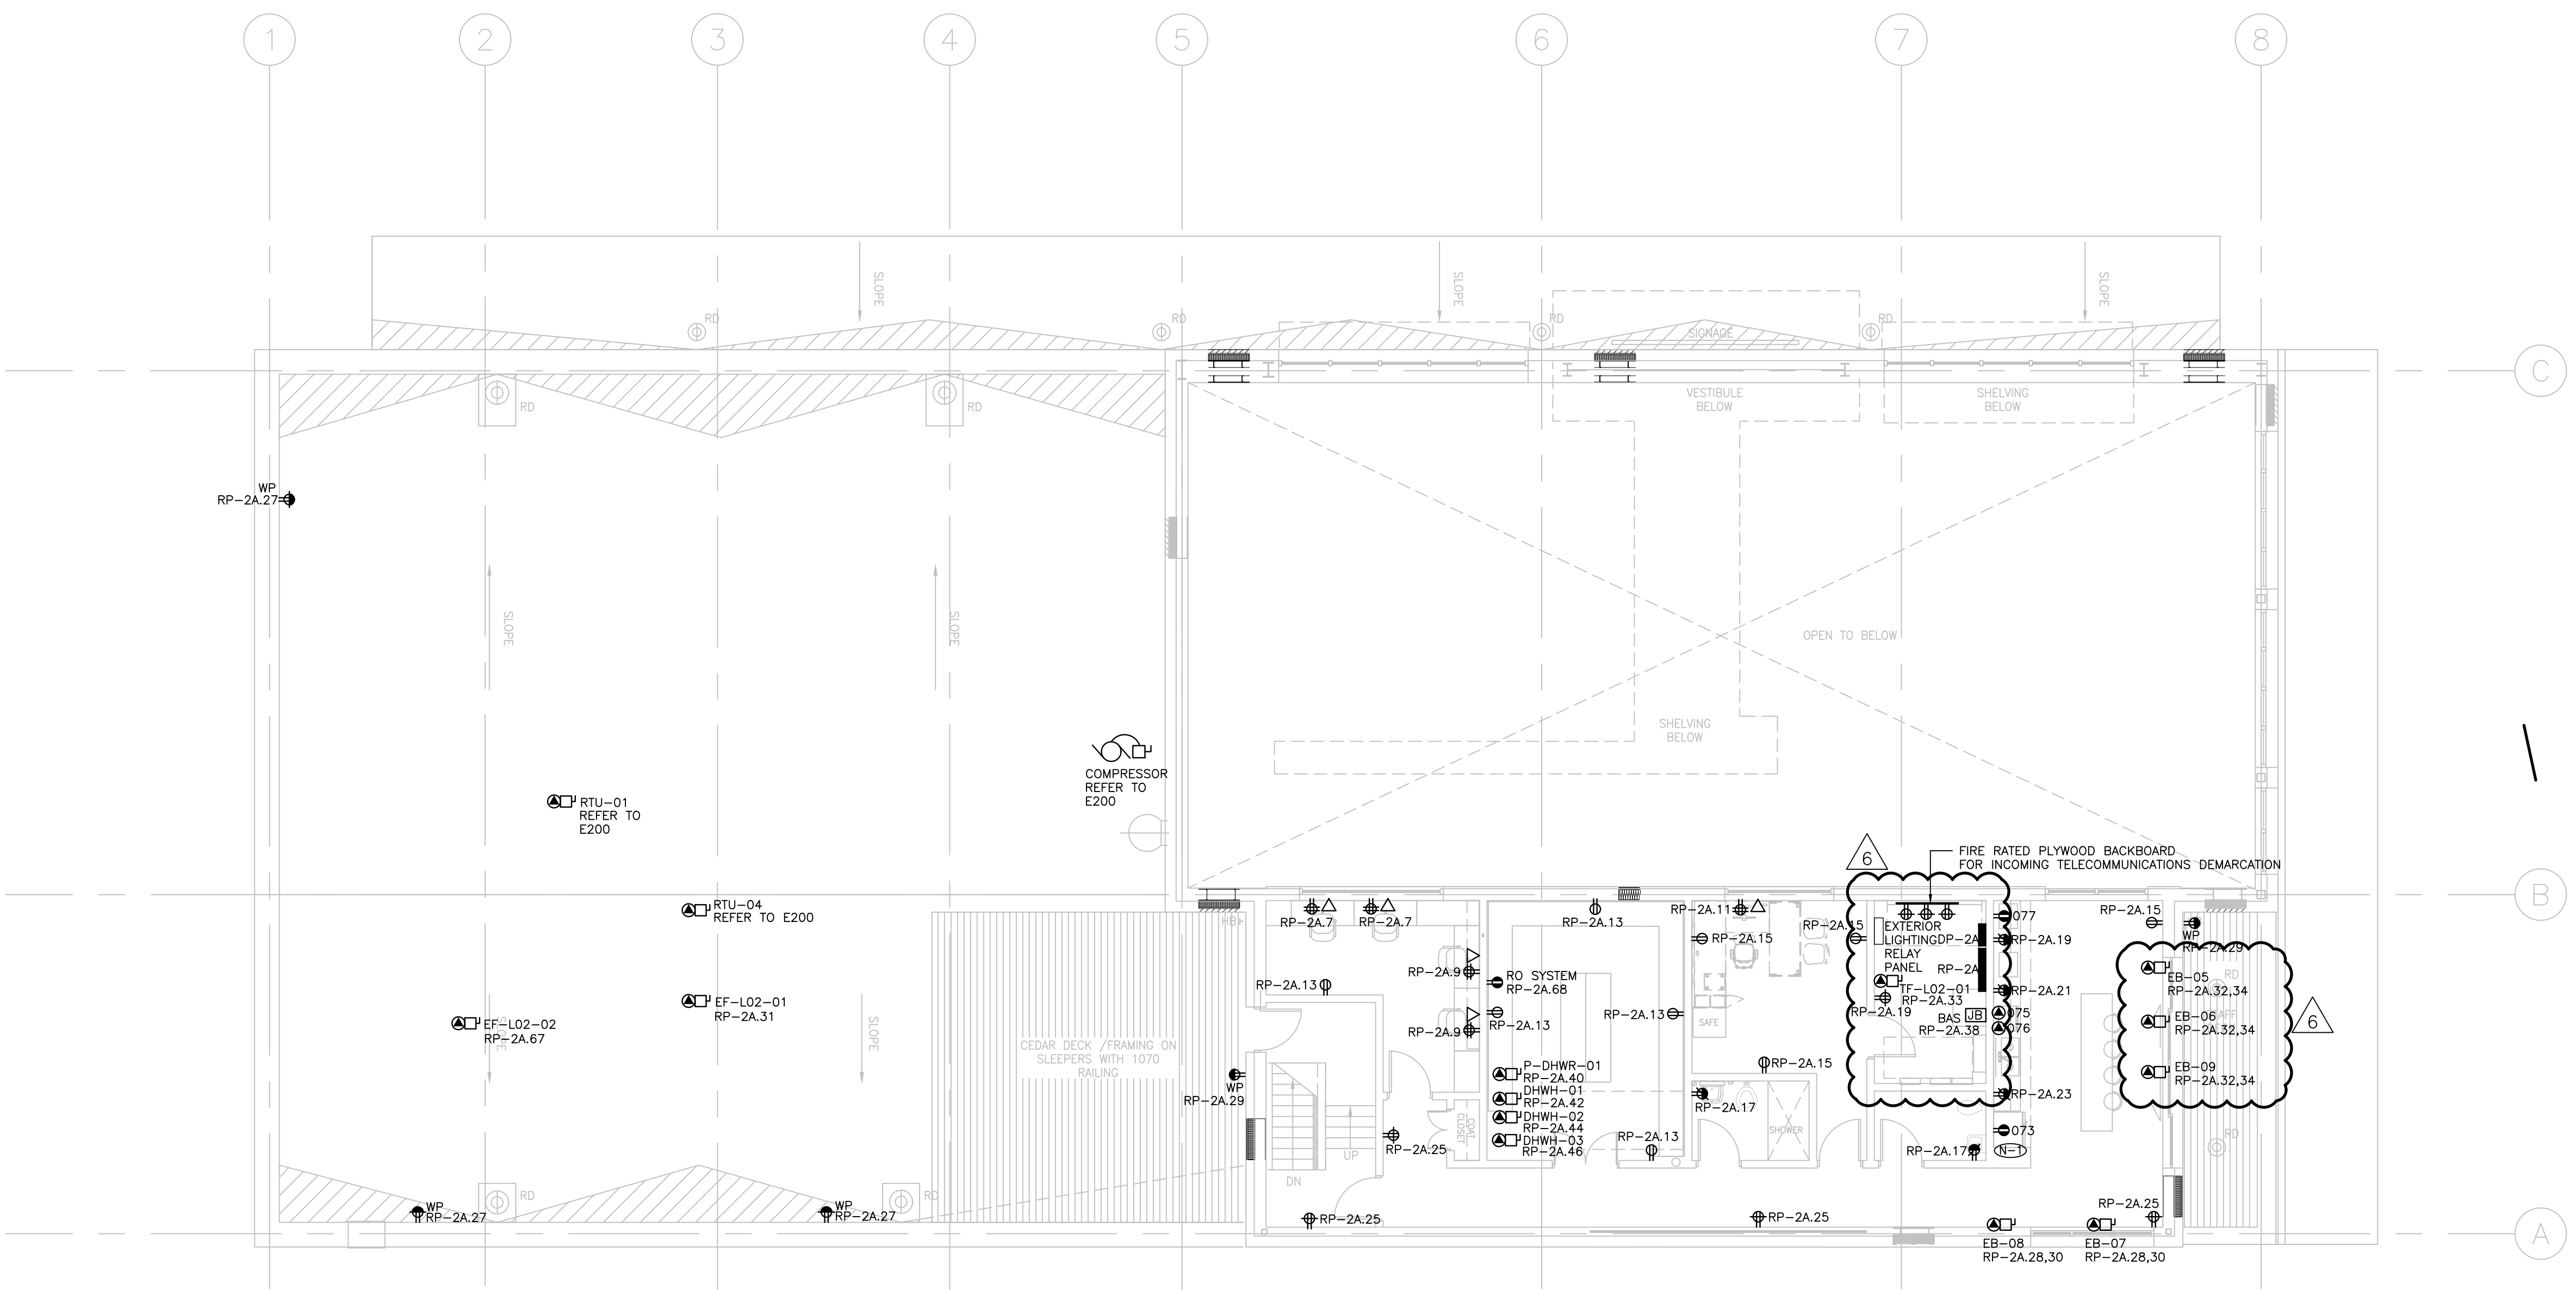 1
2
3
4
5
6
7
8
SLOPE
SLOPE
SLOPE
RD
RD
RD
RD
SIGNAGE
C
RD
RD
VESTIBULE
BELOW
SHELVING
BELOW
WP
RP-2A.27
SLOPE
SLOPE
OPEN TO BELOW
SHELVING
BELOW
COMPRESSOR
REFER TO
E200
RTU-01
REFER TO
E200
6
FIRE RATED PLYWOOD BACKBOARD
FOR INCOMING TELECOMMUNICATIONS DEMARCATION
B
RTU-04
REFER TO E200
HB
RP-2A.7
RP-2A.7
RP-2A.13
RP-2A.11
RP-2A.15
RP-2A.15
EXTERIOR
LIGHTING
RELAY
PANEL
DP-2A
RP-2A
077
RP-2A.19
RP-2A.15
WP
RP-2A.29
RP-2A.9
RO SYSTEM
RP-2A.68
RP-2A.13
TF-L02-01
RP-2A.33
RP-2A.19
RP-2A.21
EB-05
RP-2A.32,34
RD
EF-L02-01
RP-2A.31
EF-L02-02
RP-2A.67
SLOPE
SLOPE
RP-2A.9
RP-2A.13
RP-2A.13
SAFE
BAS JB
RP-2A.38
075
076
EB-06
RP-2A.32,34
6
CEDAR DECK /FRAMING ON
SLEEPERS WITH 1070
RAILING
WP
RP-2A.29
P-DHWR-01
RP-2A.40
DHWH-01
RP-2A.42
DHWH-02
RP-2A.44
DHWH-03
RP-2A.46
RP-2A.15
RP-2A.17
RP-2A.23
EB-09
RP-2A.32,34
COAT
CLOSET
RP-2A.25
RP-2A.13
SHOWER
073
RP-2A.17
N-1
RD
UP
DN
RD
RD
WP
RP-2A.27
WP
RP-2A.27
RP-2A.25
RP-2A.25
RP-2A.25
A
EB-08
RP-2A.28,30
EB-07
RP-2A.28,30